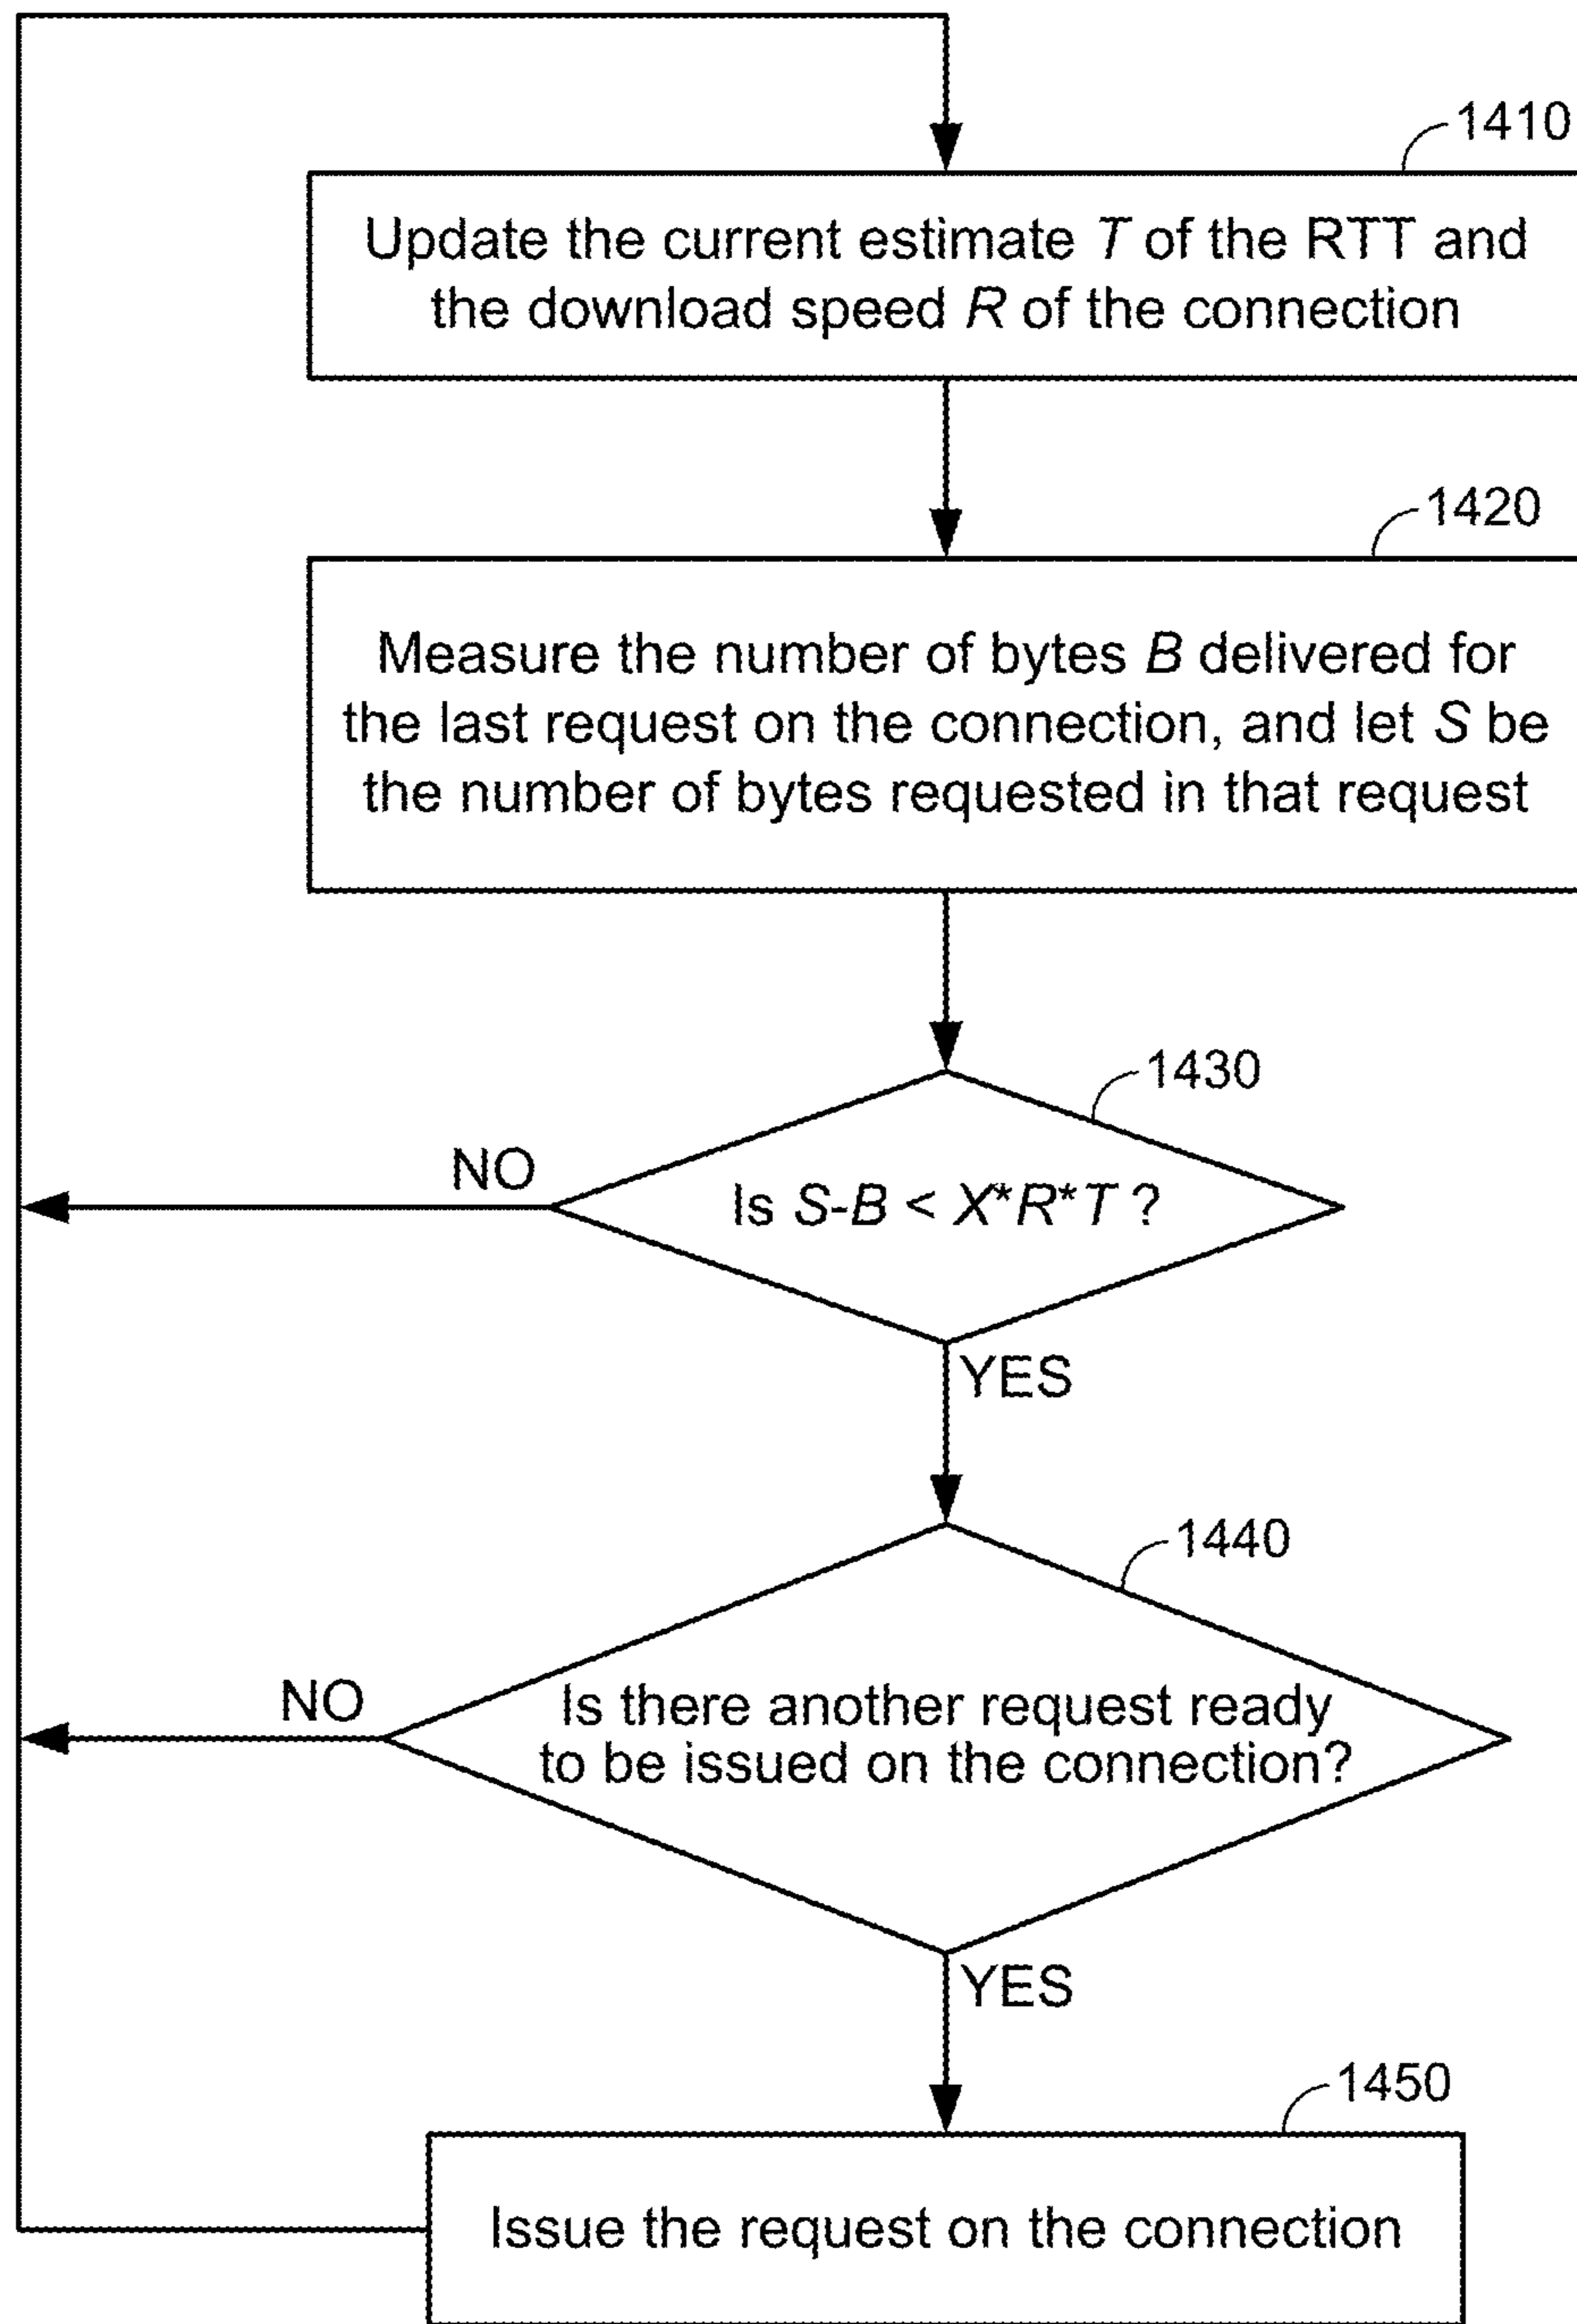 1410
Update the current estimate T of the RTT and
the download speed R of the connection
1420
Measure the number of bytes B delivered for
the last request on the connection, and let S be
the number of bytes requested in that request
1430
NO
Is S-B < X*R*T ?
YES
1440
NO
Is there another request ready
to be issued on the connection?
YES
1450
Issue the request on the connection